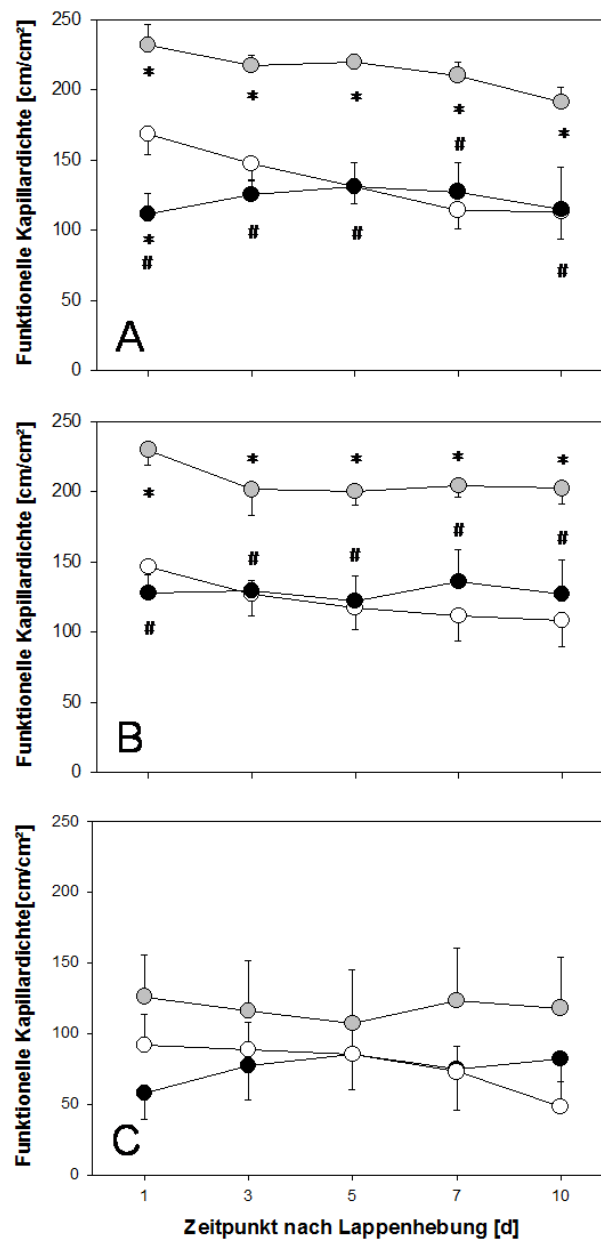 Funktionelle Kapillardichte [cm/cm²]
250
200
150
100
50
0
* * * * *
#
*
# # # #
A
Funktionelle Kapillardichte [cm/cm²]
250
200
150
100
50
0
* * * * *
# # # # #
B
Funktionelle Kapillardichte[cm/cm²]
250
200
150
100
50
0
C
1 3 5 7 10
Zeitpunkt nach Lappenhebung [d]